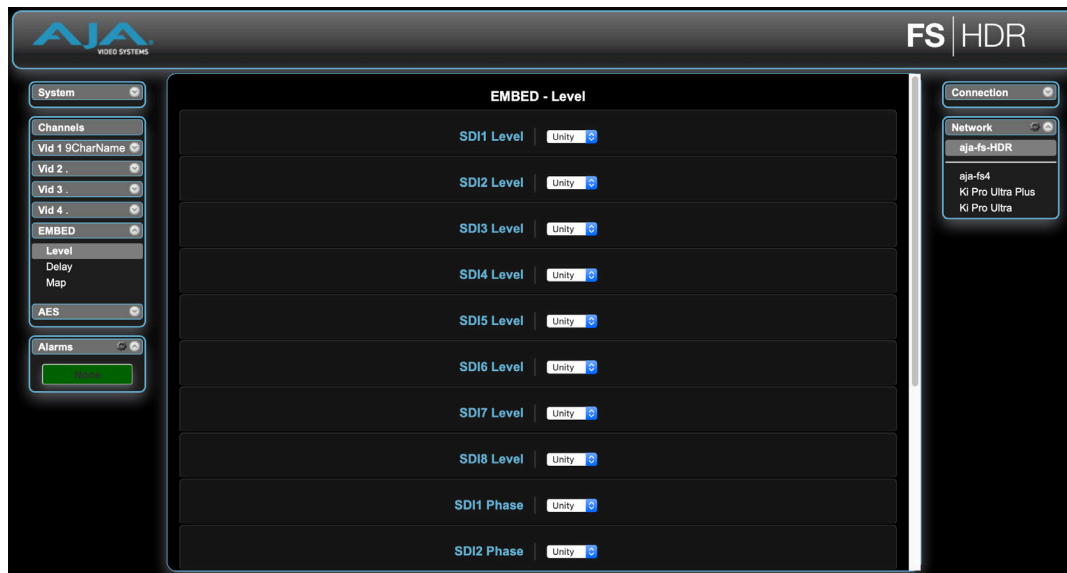 AJA
VIDEO SYSTEMS
FS HDR
System
Channels
Vid 1 9CharName
Vid 2 .
Vid 3 .
Vid 4 .
EMBED
Level
Delay
Map
AES
Alarms
None
EMBED - Level
SDI1 Level Unity
SDI2 Level Unity
SDI3 Level Unity
SDI4 Level Unity
SDI5 Level Unity
SDI6 Level Unity
SDI7 Level Unity
SDI8 Level Unity
SDI1 Phase Unity
SDI2 Phase Unity
Connection
Network
aja-fs-HDR
aja-fs4
Ki Pro Ultra Plus
Ki Pro Ultra